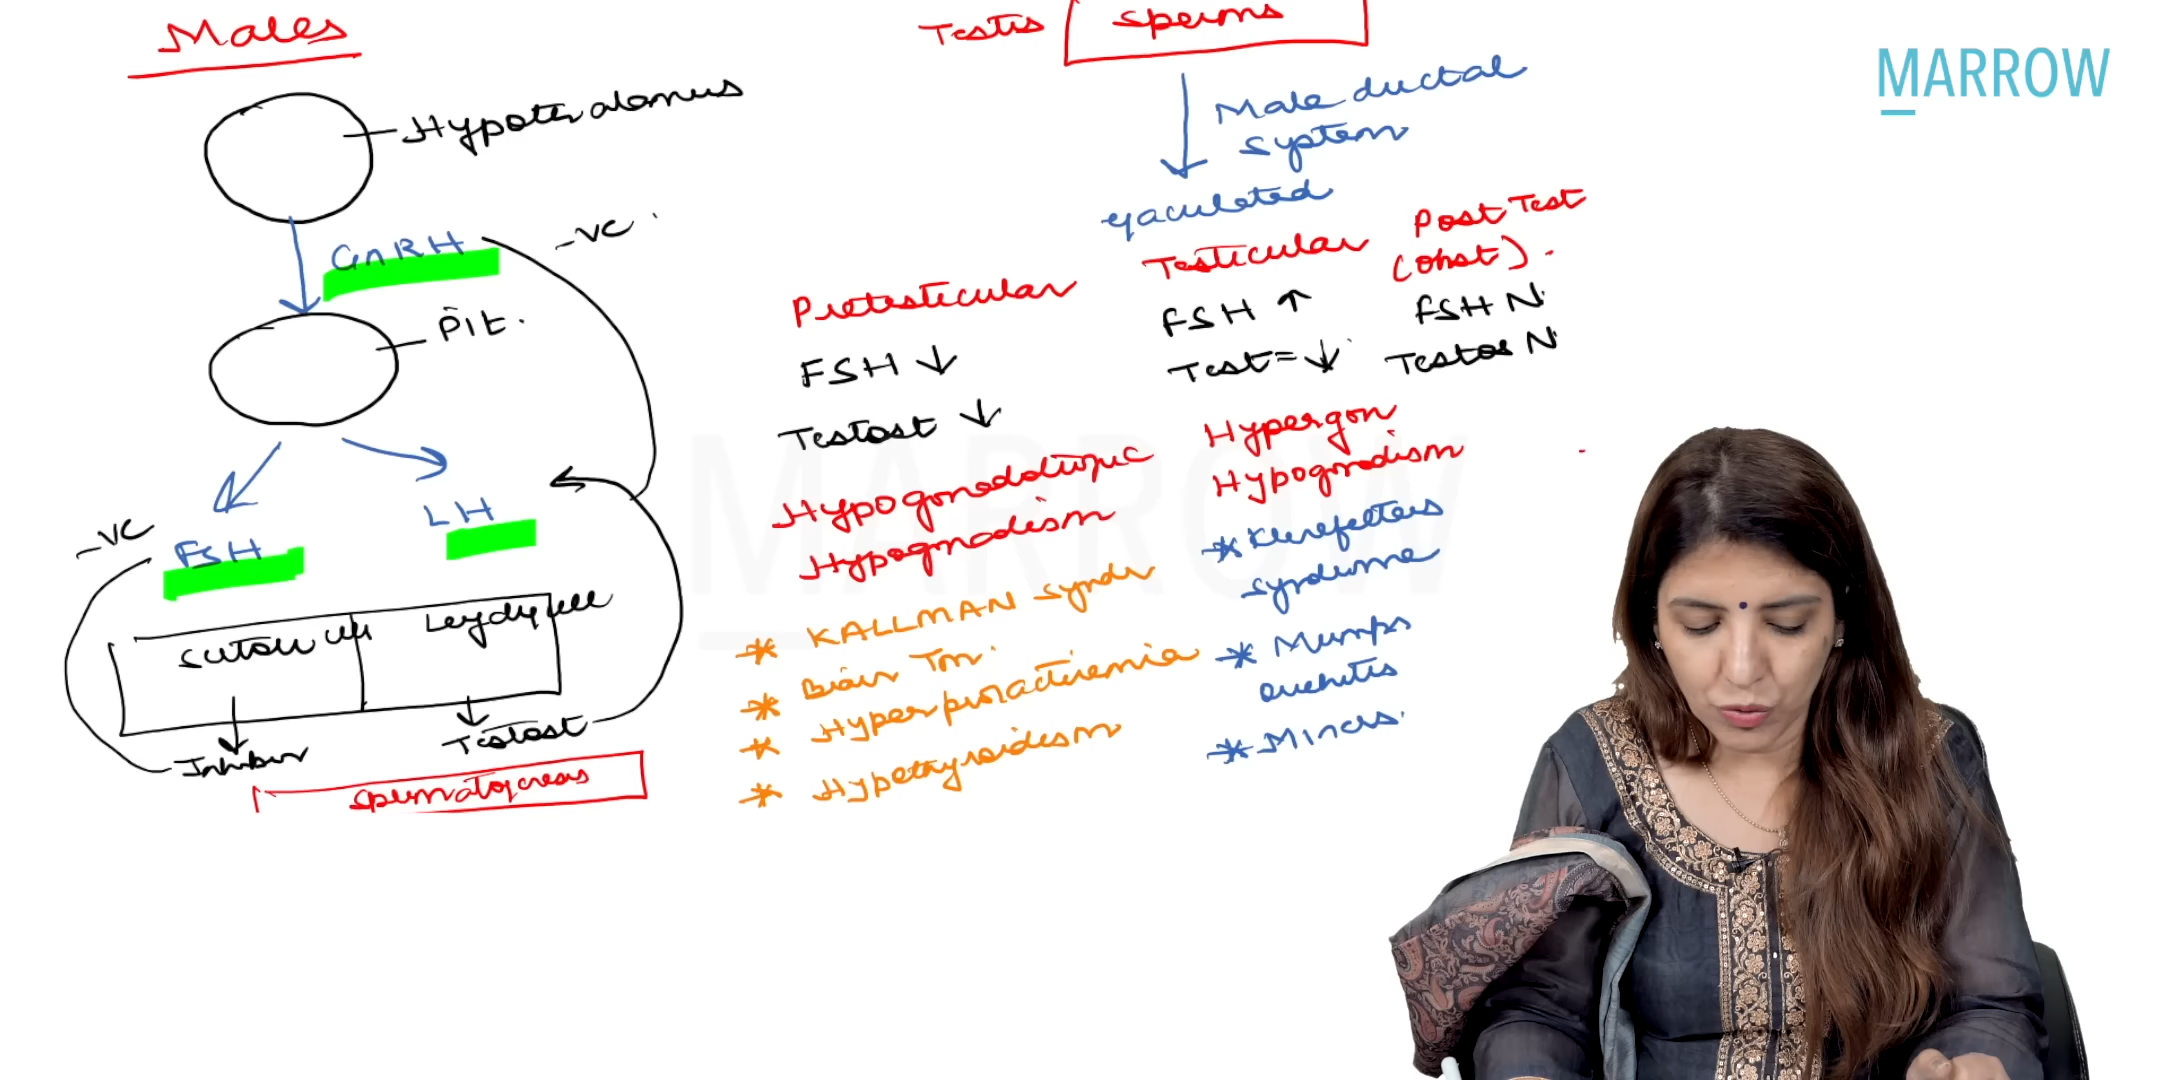 Males
Hypothalamus
GnRH
-ve
Pit.
FSH
LH
-ve
Sertoli cell
Leydig cell
Inhibin
Testost
Spermatogenesis
Testis
Sperms
Male ductal
system
ejaculated
Pretesticular
FSH ↓
Testost ↓
Hypogonadotropic
Hypogonadism
* KALLMAN syndr
* Brain Tm.
* Hyperprolactinemia
* Hypothyroidism
Testicular
FSH ↑
Test= ↓
Hypergon
Hypogonadism
* Klinefelters
syndrome
* Mumps
orchitis
Post Test
(Obst).
FSH N
Testos N
MARROW
MARROW